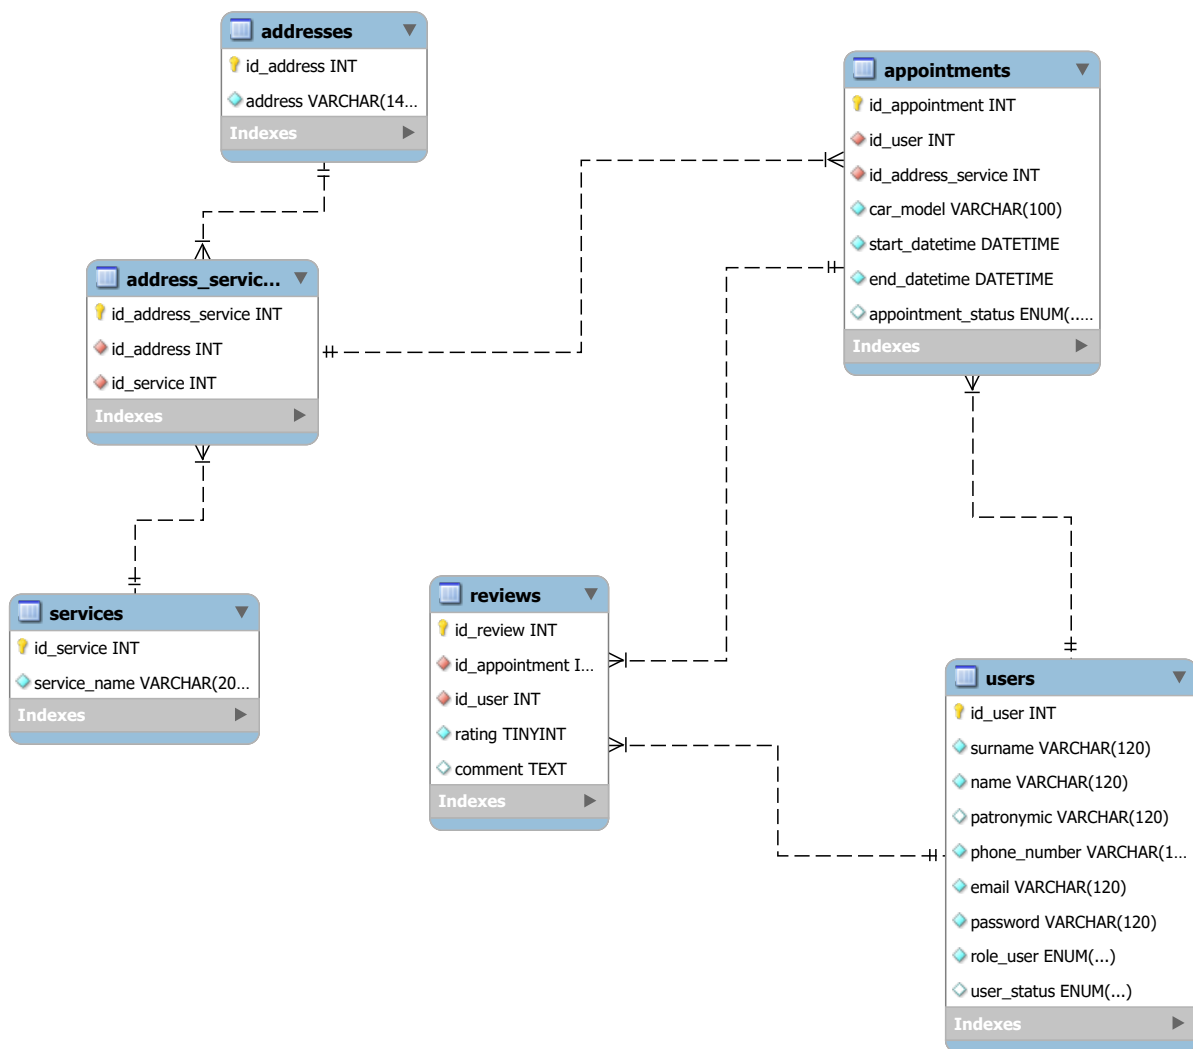 addresses
id_address INT
address VARCHAR(14...
Indexes
appointments
id_appointment INT
id_user INT
id_address_service INT
car_model VARCHAR(100)
start_datetime DATETIME
end_datetime DATETIME
appointment_status ENUM(.....
Indexes
address_servic...
id_address_service INT
id_address INT
id_service INT
Indexes
services
id_service INT
service_name VARCHAR(20...
Indexes
reviews
id_review INT
id_appointment I...
id_user INT
rating TINYINT
comment TEXT
Indexes
users
id_user INT
surname VARCHAR(120)
name VARCHAR(120)
patronymic VARCHAR(120)
phone_number VARCHAR(1...
email VARCHAR(120)
password VARCHAR(120)
role_user ENUM(...)
user_status ENUM(...)
Indexes